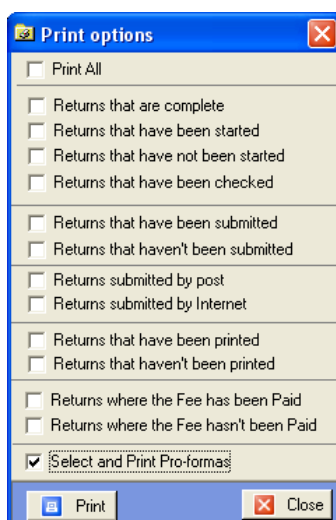 Print options
Print All
Returns that are complete
Returns that have been started
Returns that have not been started
Returns that have been checked
Returns that have been submitted
Returns that haven't been submitted
Returns submitted by post
Returns submitted by Internet
Returns that have been printed
Returns that haven't been printed
Returns where the Fee has been Paid
Returns where the Fee hasn't been Paid
Select and Print Pro-formas
Print Close